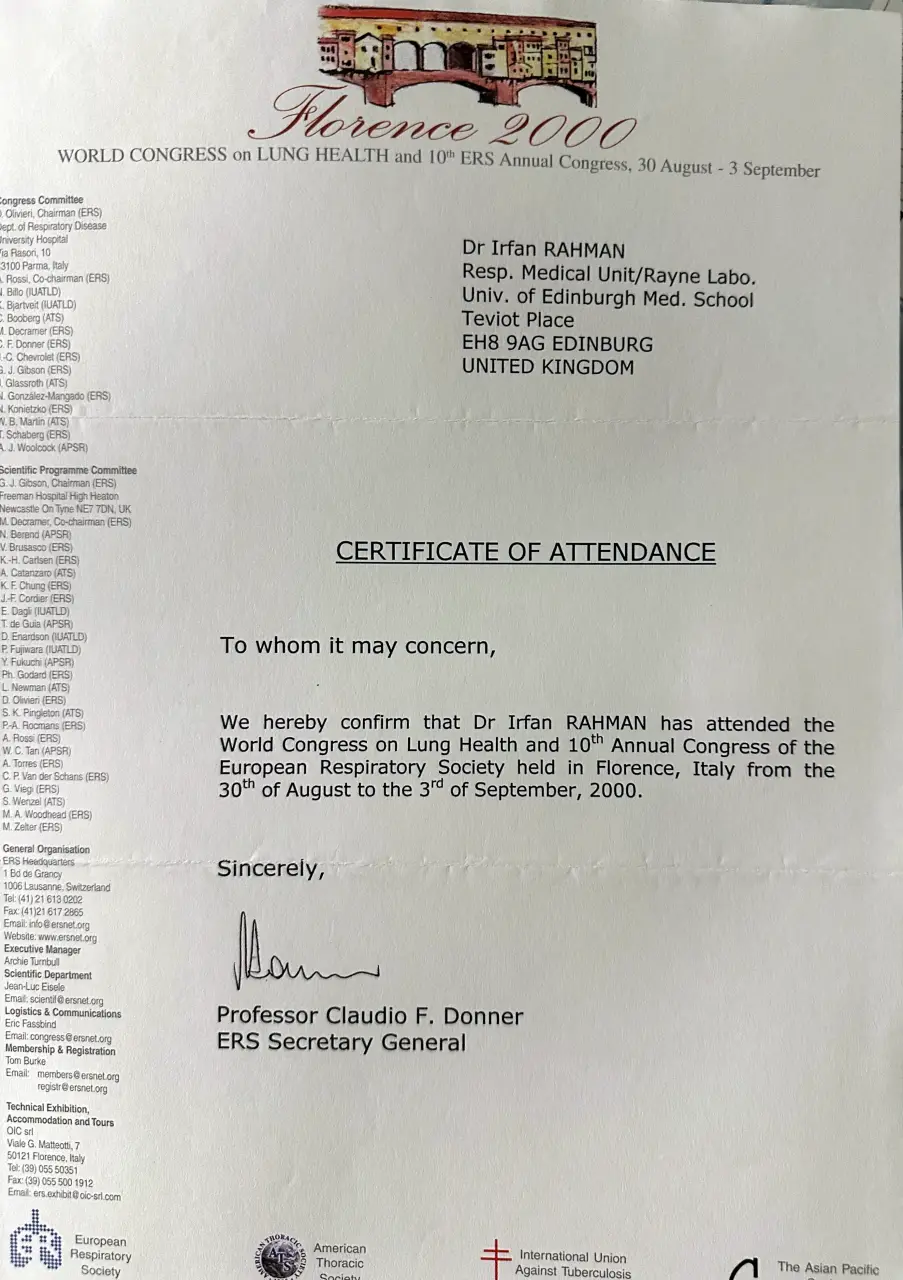 Florence 2000
WORLD CONGRESS on LUNG HEALTH and 10th ERS Annual Congress, 30 August - 3 September
Congress Committee
D. Olivieri, Chairman (ERS)
Dept. of Respiratory Disease
University Hospital
Via Rasori, 10
43100 Parma, Italy
A. Rossi, Co-chairman (ERS)
N. Billo (IUATLD)
K. Bjartveit (IUATLD)
C. Booberg (ATS)
M. Decramer (ERS)
C. F. Donner (ERS)
J.-C. Chevrolet (ERS)
G. J. Gibson (ERS)
J. Glassroth (ATS)
N. González-Mangado (ERS)
N. Konietzko (ERS)
W. B. Martin (ATS)
T. Schaberg (ERS)
A. J. Woolcock (APSR)
Scientific Programme Committee
G. J. Gibson, Chairman (ERS)
Freeman Hospital High Heaton
Newcastle On Tyne NE7 7DN, UK
M. Decramer, Co-chairman (ERS)
N. Berend (APSR)
V. Brusasco (ERS)
K.-H. Carlsen (ERS)
A. Catanzaro (ATS)
K. F. Chung (ERS)
J.-F. Cordier (ERS)
E. Dagli (IUATLD)
T. de Guia (APSR)
D. Enardson (IUATLD)
P. Fujiwara (IUATLD)
Y. Fukuchi (APSR)
Ph. Godard (ERS)
L. Newman (ATS)
D. Olivieri (ERS)
S. K. Pingleton (ATS)
P.-A. Rocmans (ERS)
A. Rossi (ERS)
W. C. Tan (APSR)
A. Torres (ERS)
C. P. Van der Schans (ERS)
G. Viegi (ERS)
S. Wenzel (ATS)
M. A. Woodhead (ERS)
M. Zelter (ERS)
General Organisation
ERS Headquarters
1 Bd de Grancy
1006 Lausanne, Switzerland
Tel: (41) 21 613 0202
Fax: (41)21 617 2865
Email: info@ersnet.org
Website: www.ersnet.org
Executive Manager
Archie Turnbull
Scientific Department
Jean-Luc Eisele
Email: scientif@ersnet.org
Logistics & Communications
Eric Fassbind
Email: congress@ersnet.org
Membership & Registration
Tom Burke
Email: members@ersnet.org
registr@ersnet.org
Technical Exhibition,
Accommodation and Tours
OIC srl
Viale G. Matteotti, 7
50121 Florence, Italy
Tel: (39) 055 50351
Fax: (39) 055 500 1912
Email: ers.exhibit@oic-srl.com
Dr Irfan RAHMAN
Resp. Medical Unit/Rayne Labo.
Univ. of Edinburgh Med. School
Teviot Place
EH8 9AG EDINBURG
UNITED KINGDOM
CERTIFICATE OF ATTENDANCE
To whom it may concern,
We hereby confirm that Dr Irfan RAHMAN has attended the
World Congress on Lung Health and 10th Annual Congress of the
European Respiratory Society held in Florence, Italy from the
30th of August to the 3rd of September, 2000.
Sincerely,
Professor Claudio F. Donner
ERS Secretary General
European
Respiratory
Society
AMERICAN THORACIC SOCIETY
ATS
American
Thoracic
Society
International Union
Against Tuberculosis
The Asian Pacific